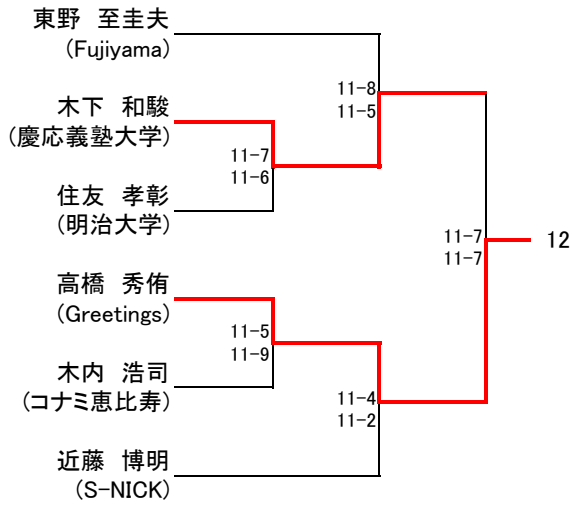 東野 至圭夫
(Fujiyama)
11-8
11-5
木下 和駿
(慶応義塾大学)
11-7
11-6
住友 孝彰
(明治大学)
11-7
11-7
12
高橋 秀侑
(Greetings)
11-5
11-9
木内 浩司
(コナミ恵比寿)
11-4
11-2
近藤 博明
(S-NICK)